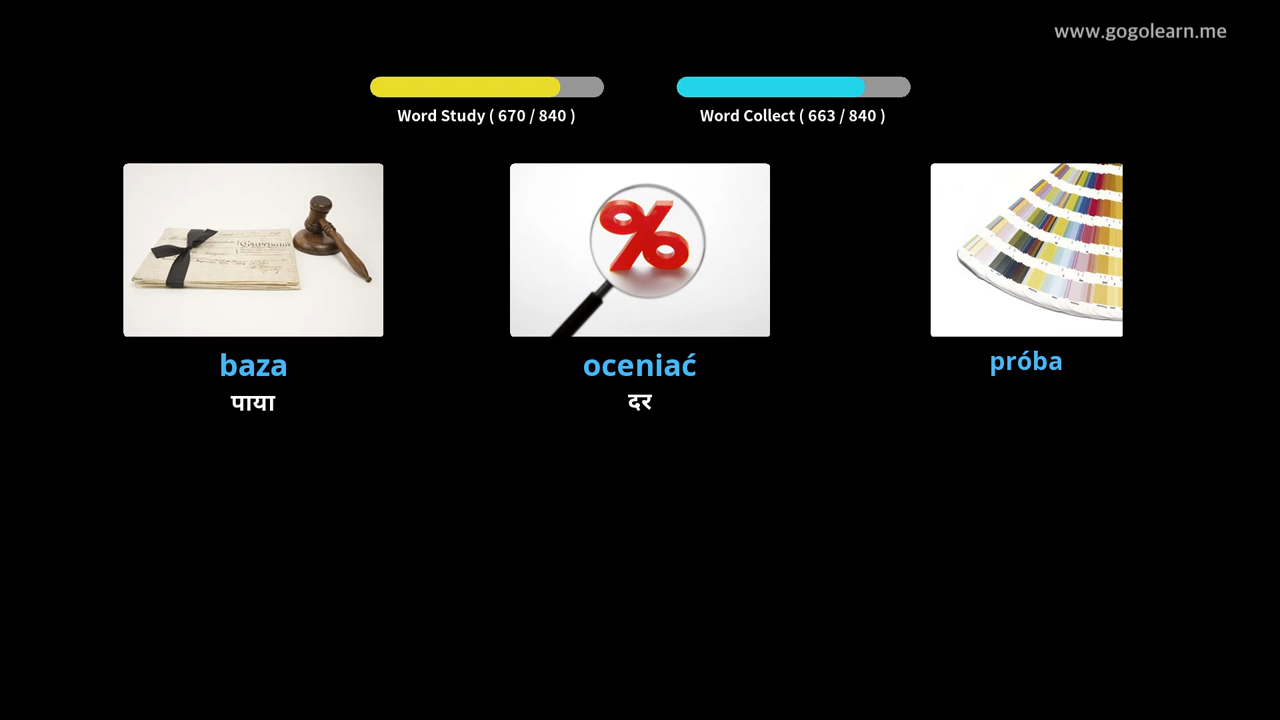 www.gogolearn.me
Word Study ( 670 / 840 )
Word Collect ( 663 / 840 )
baza
पाया
oceniać
दर
próba